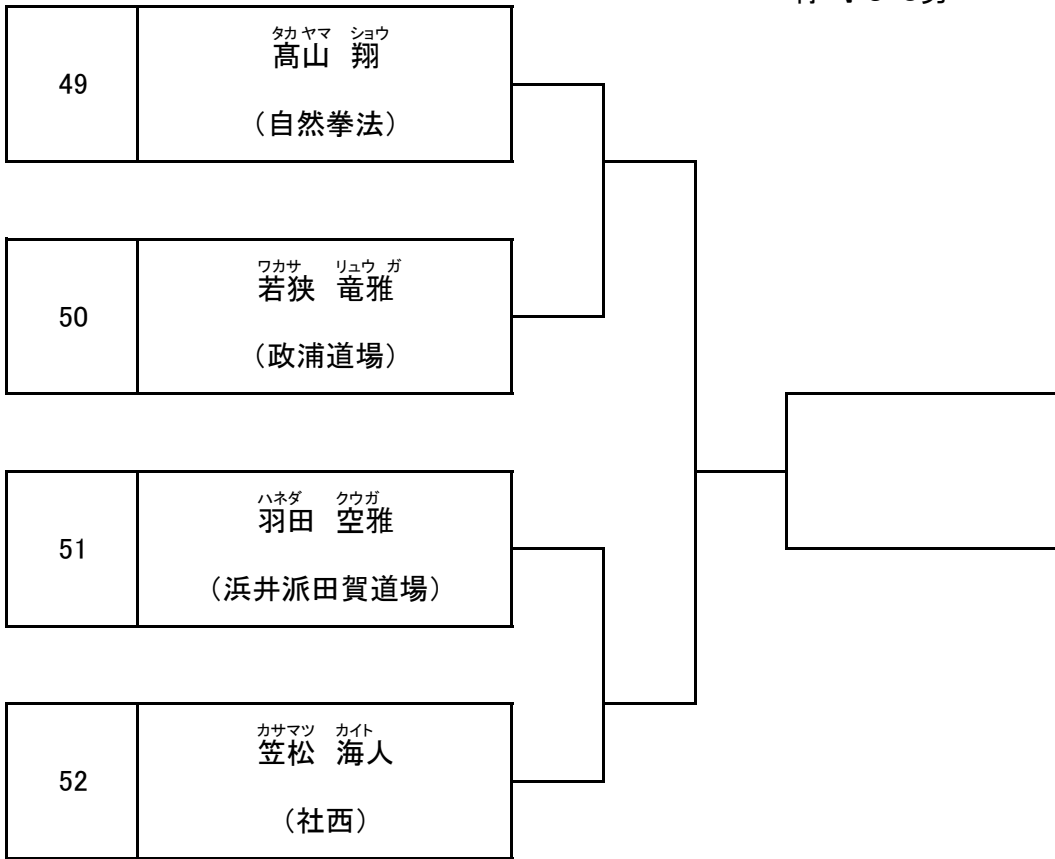 49
タカヤマ ショウ
髙山 翔
（自然拳法）
50
ワカサ リュウ ガ
若狭 竜雅
（政浦道場）
51
ハネダ クウガ
羽田 空雅
（浜井派田賀道場）
52
カサマツ カイト
笠松 海人
（社西）